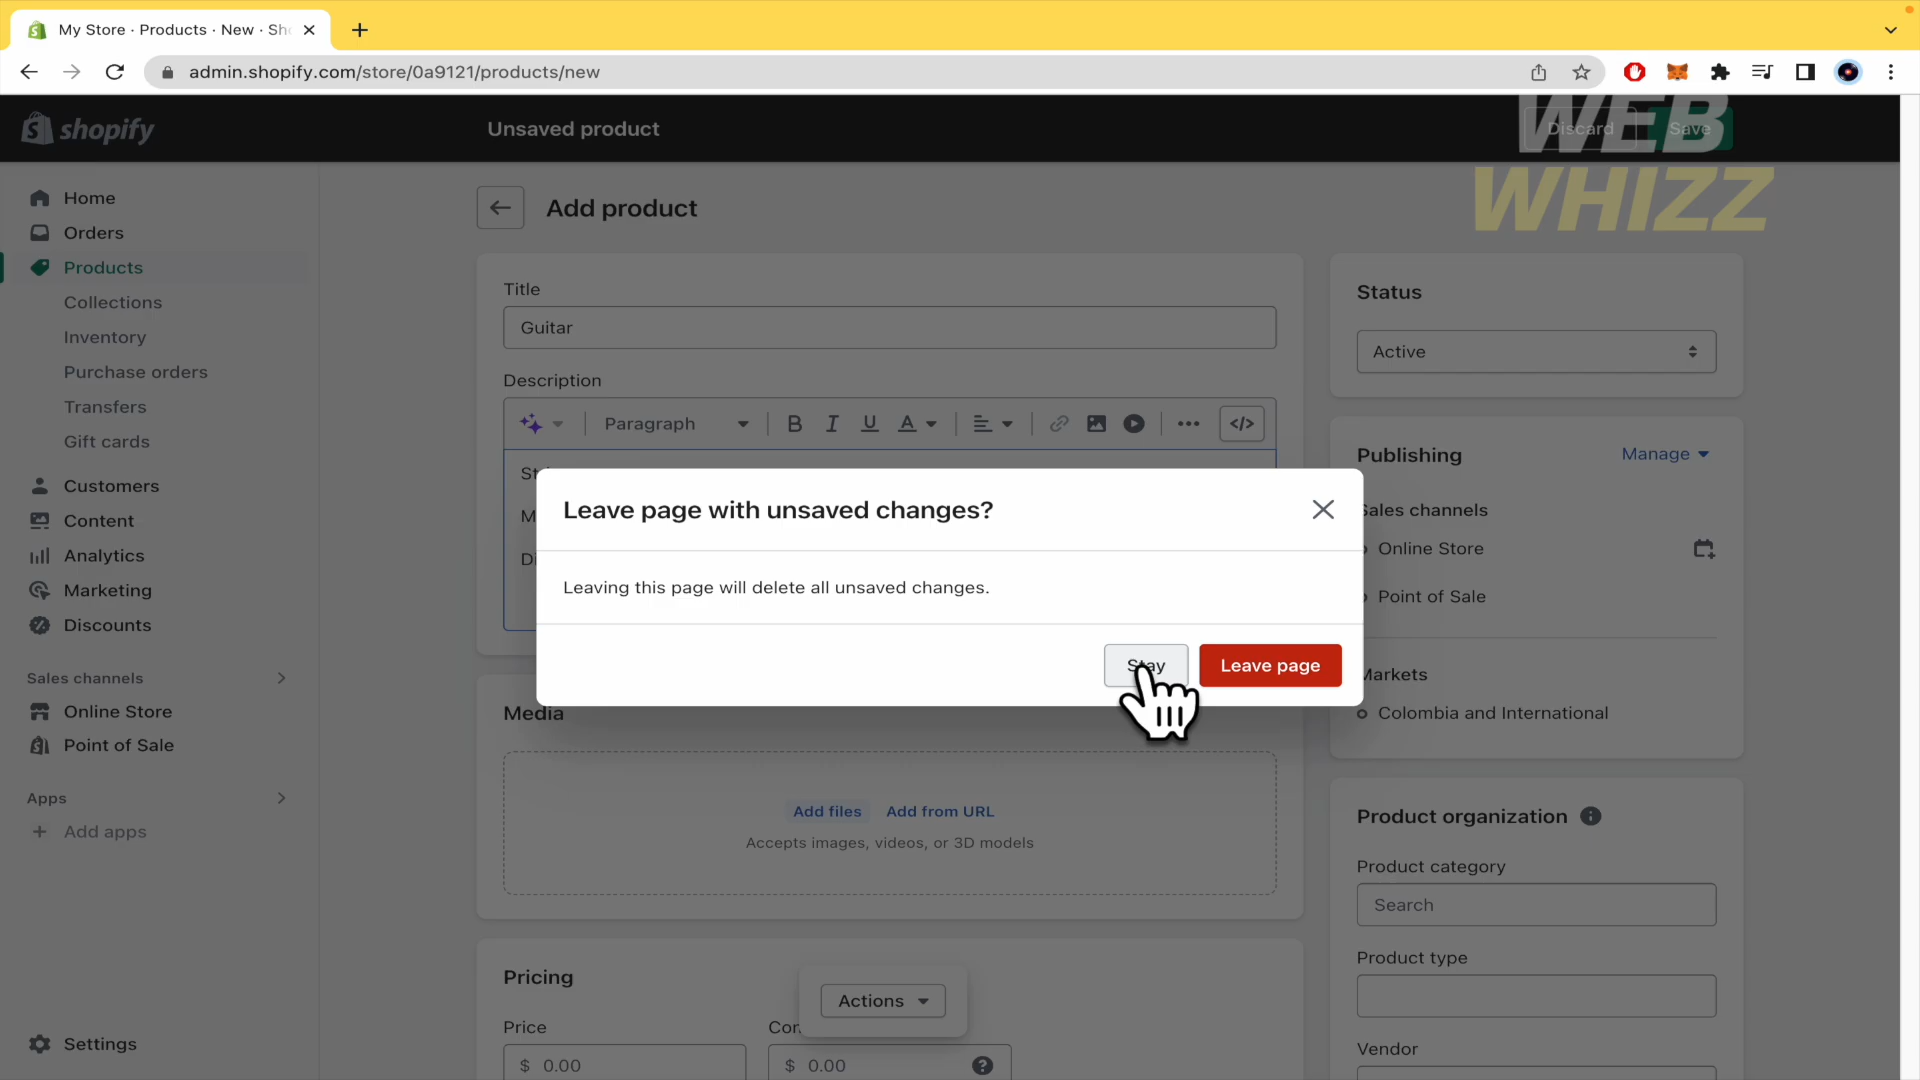 My Store · Products · New · Sh
admin.shopify.com/store/0a9121/products/new
shopify
Unsaved product
Discard
Save
WEB
WHIZZ
Home
Orders
Products
Collections
Inventory
Purchase orders
Transfers
Gift cards
Customers
Content
Analytics
Marketing
Discounts
Sales channels
Online Store
Point of Sale
Apps
Add apps
Settings
Add product
Title
Guitar
Description
Paragraph
B I U A
</>
Leave page with unsaved changes?
Leaving this page will delete all unsaved changes.
Stay
Leave page
Media
Add files Add from URL
Accepts images, videos, or 3D models
Pricing
Actions
Price
$ 0.00
$ 0.00
Status
Active
Publishing
Manage
Sales channels
Online Store
Point of Sale
Markets
Colombia and International
Product organization
Product category
Search
Product type
Vendor